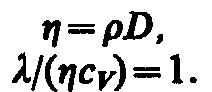 η = ρD,
λ/(ηc_V) = 1.